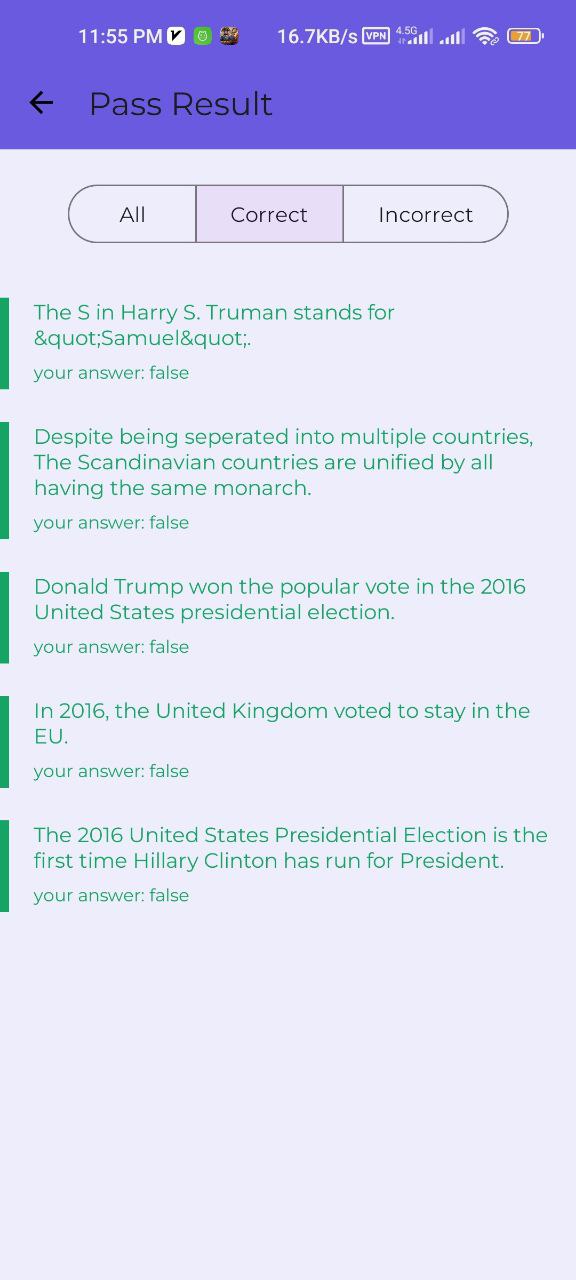 11:55 PM 16.7KB/s VPN 4.5G 77
Pass Result
All Correct Incorrect
The S in Harry S. Truman stands for
&quot;Samuel&quot;.
your answer: false
Despite being seperated into multiple countries,
The Scandinavian countries are unified by all
having the same monarch.
your answer: false
Donald Trump won the popular vote in the 2016
United States presidential election.
your answer: false
In 2016, the United Kingdom voted to stay in the
EU.
your answer: false
The 2016 United States Presidential Election is the
first time Hillary Clinton has run for President.
your answer: false